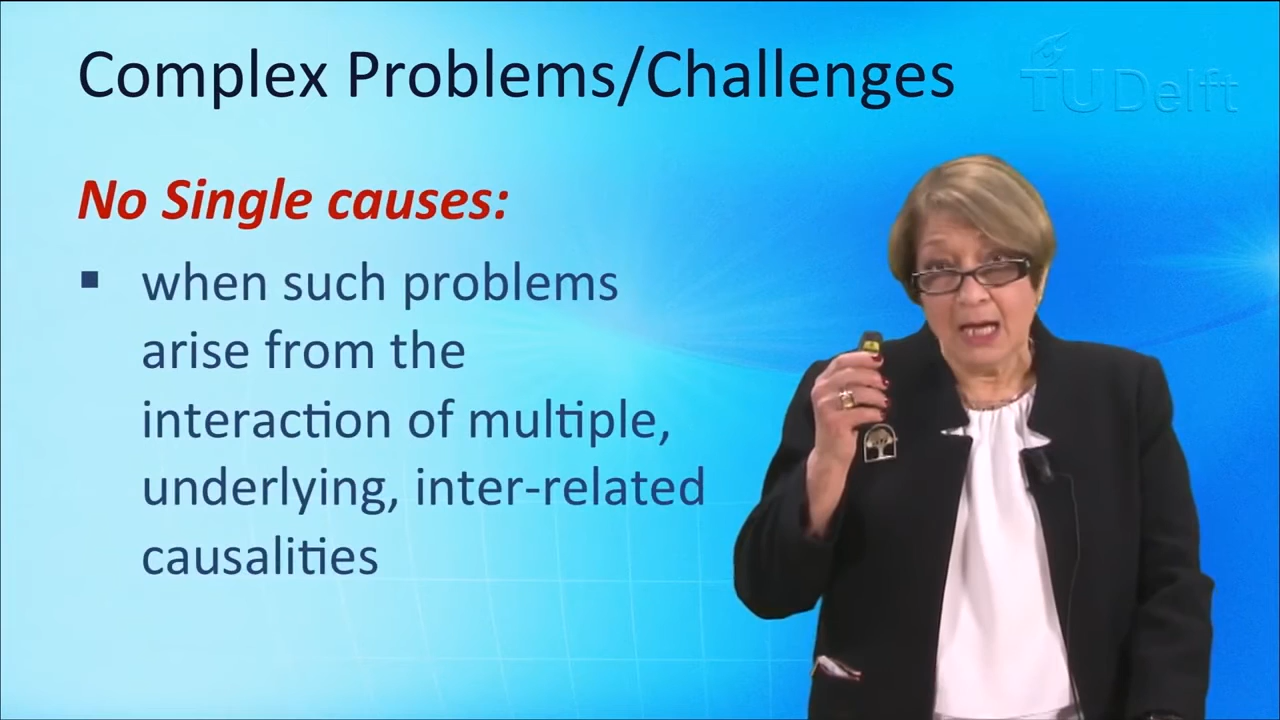 Complex Problems/Challenges
TUDelft
No Single causes:
▪ when such problems
arise from the
interaction of multiple,
underlying, inter-related
causalities